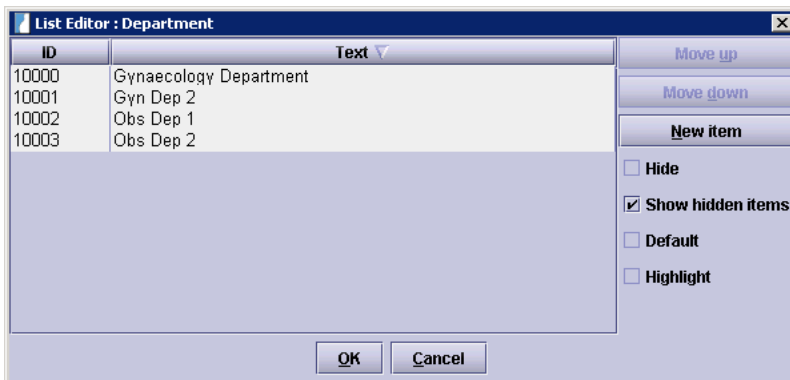 List Editor : Department
ID Text
10000 Gynaecology Department
10001 Gyn Dep 2
10002 Obs Dep 1
10003 Obs Dep 2
Move up
Move down
New item
Hide
Show hidden items
Default
Highlight
OK Cancel